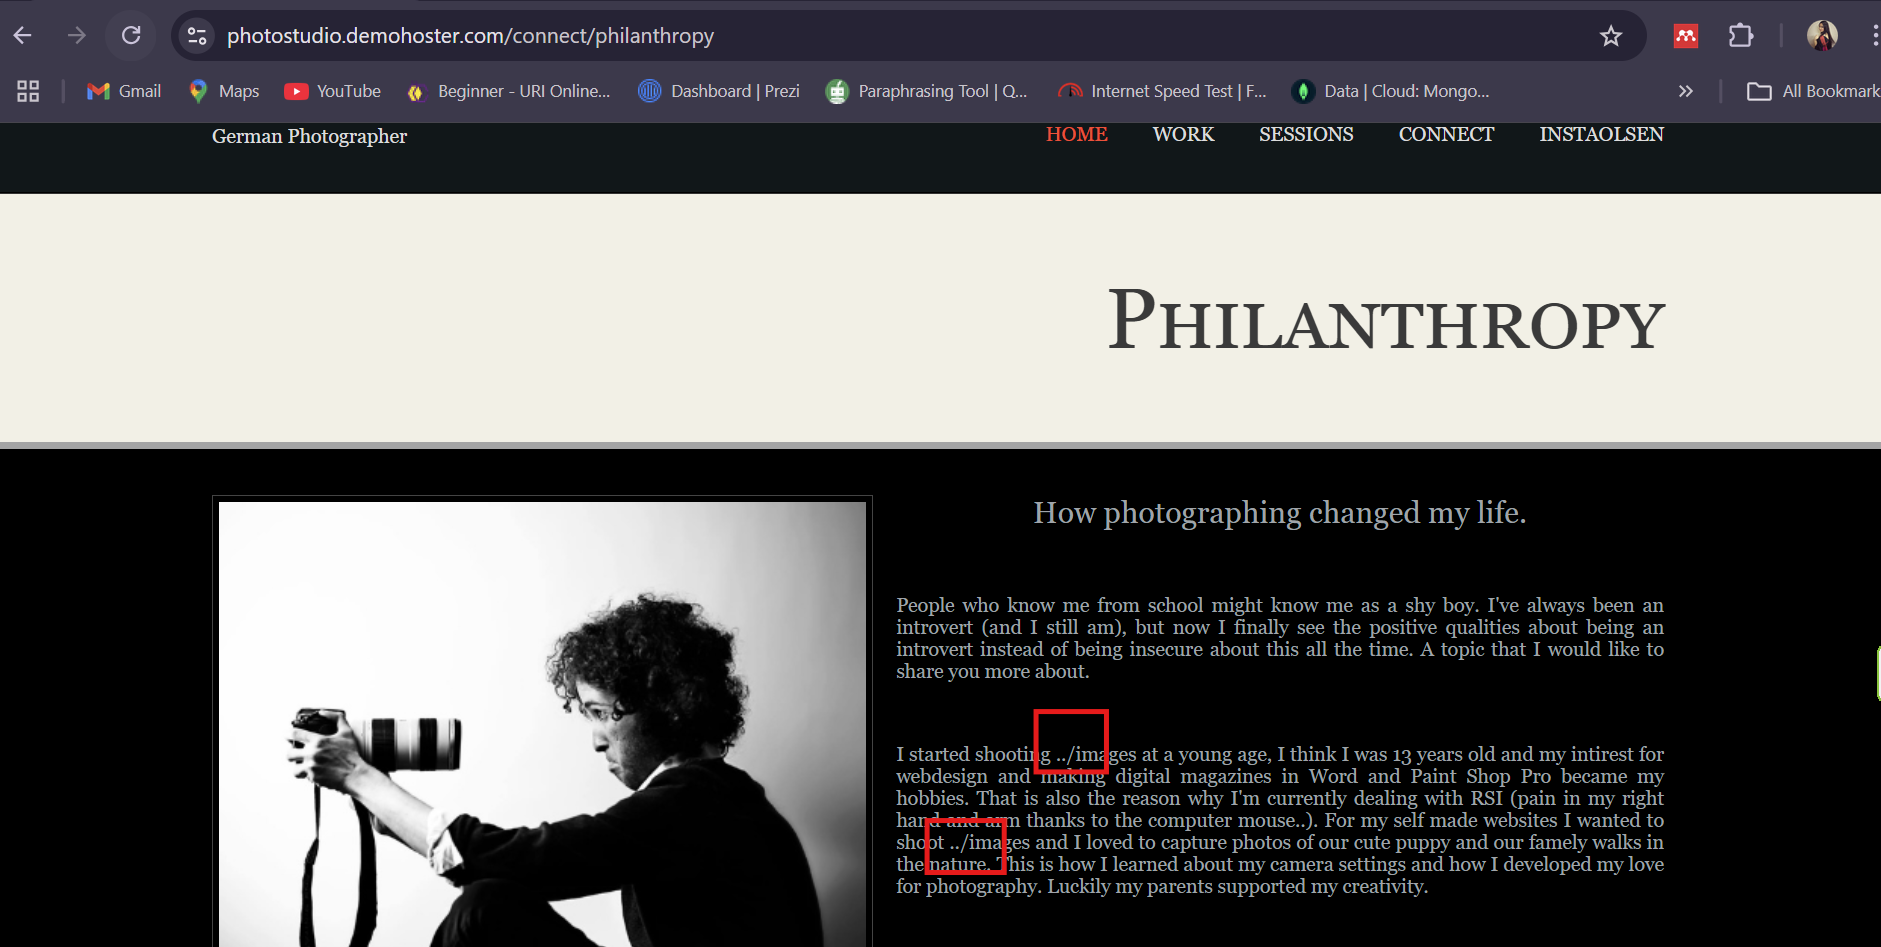 photostudio.demohoster.com/connect/philanthropy
Gmail
Maps
YouTube
Beginner - URI Online...
Dashboard | Prezi
Paraphrasing Tool | Q...
Internet Speed Test | F...
Data | Cloud: Mongo...
»
All Bookmark
German Photographer
HOME
WORK
SESSIONS
CONNECT
INSTAOLSEN
PHILANTHROPY
How photographing changed my life.
People who know me from school might know me as a shy boy. I've always been an
introvert (and I still am), but now I finally see the positive qualities about being an
introvert instead of being insecure about this all the time. A topic that I would like to
share you more about.
I started shooting ../images at a young age, I think I was 13 years old and my intirest for
webdesign and making digital magazines in Word and Paint Shop Pro became my
hobbies. That is also the reason why I'm currently dealing with RSI (pain in my right
hand and arm thanks to the computer mouse..). For my self made websites I wanted to
shoot ../images and I loved to capture photos of our cute puppy and our famely walks in
the nature. This is how I learned about my camera settings and how I developed my love
for photography. Luckily my parents supported my creativity.